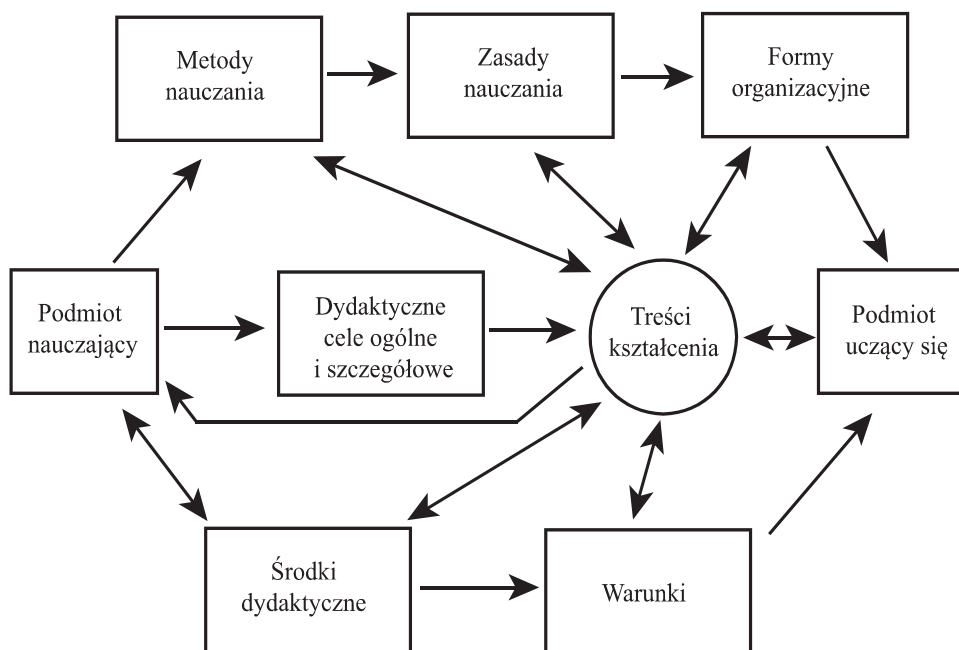 Metody
nauczania
Zasady
nauczania
Formy
organizacyjne
Podmiot
nauczający
Dydaktyczne
cele ogólne
i szczegółowe
Treści
kształcenia
Podmiot
uczący się
Środki
dydaktyczne
Warunki